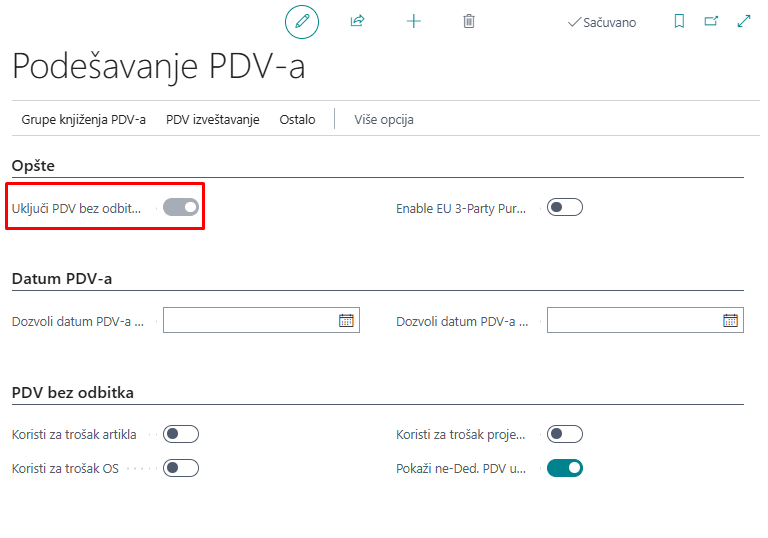 Sačuvano
Podešavanje PDV-a
Grupe knjiženja PDV-a PDV izveštavanje Ostalo Više opcija
Opšte
Uključi PDV bez odbit... Enable EU 3-Party Pur...
Datum PDV-a
Dozvoli datum PDV-a ... Dozvoli datum PDV-a ...
PDV bez odbitka
Koristi za trošak artikla Koristi za trošak proje...
Koristi za trošak OS Pokaži ne-Ded. PDV u...